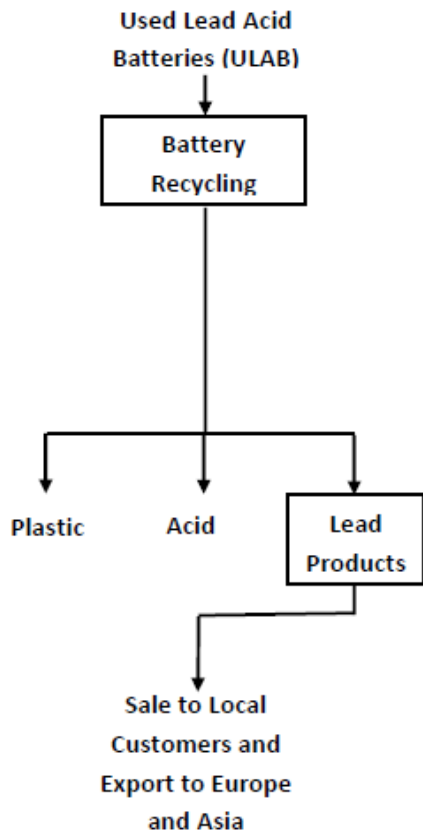 Used Lead Acid
Batteries (ULAB)
Battery
Recycling
Plastic
Acid
Lead
Products
Sale to Local
Customers and
Export to Europe
and Asia